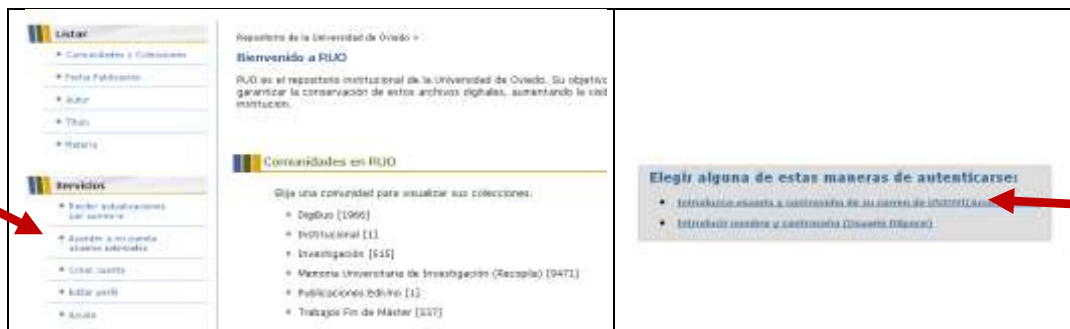 Listar
Comunidades y Colecciones
Fecha Publicación
Autor
Título
Materia
Servicios
Recibir actualizaciones
por correo-e
Acceder a mi cuenta
usuarios autorizados
Crear cuenta
Editar perfil
Ayuda
Repositorio de la Universidad de Oviedo >
Bienvenido a RUO
RUO es el repositorio institucional de la Universidad de Oviedo. Su objetivo
garantizar la conservación de estos archivos digitales, aumentando la visi
institución.
Comunidades en RUO
Elija una comunidad para visualizar sus colecciones.
DigiBuo [1966]
Institucional [1]
Investigación [515]
Memoria Universitaria de Investigación (Recopila) [9471]
Publicaciones Ediuno [1]
Trabajos Fin de Máster [537]
Elegir alguna de estas maneras de autenticarse:
Introduzca usuario y contraseña de su correo de UNIOVI
Introducir nombre y contraseña (Usuario DSpace)